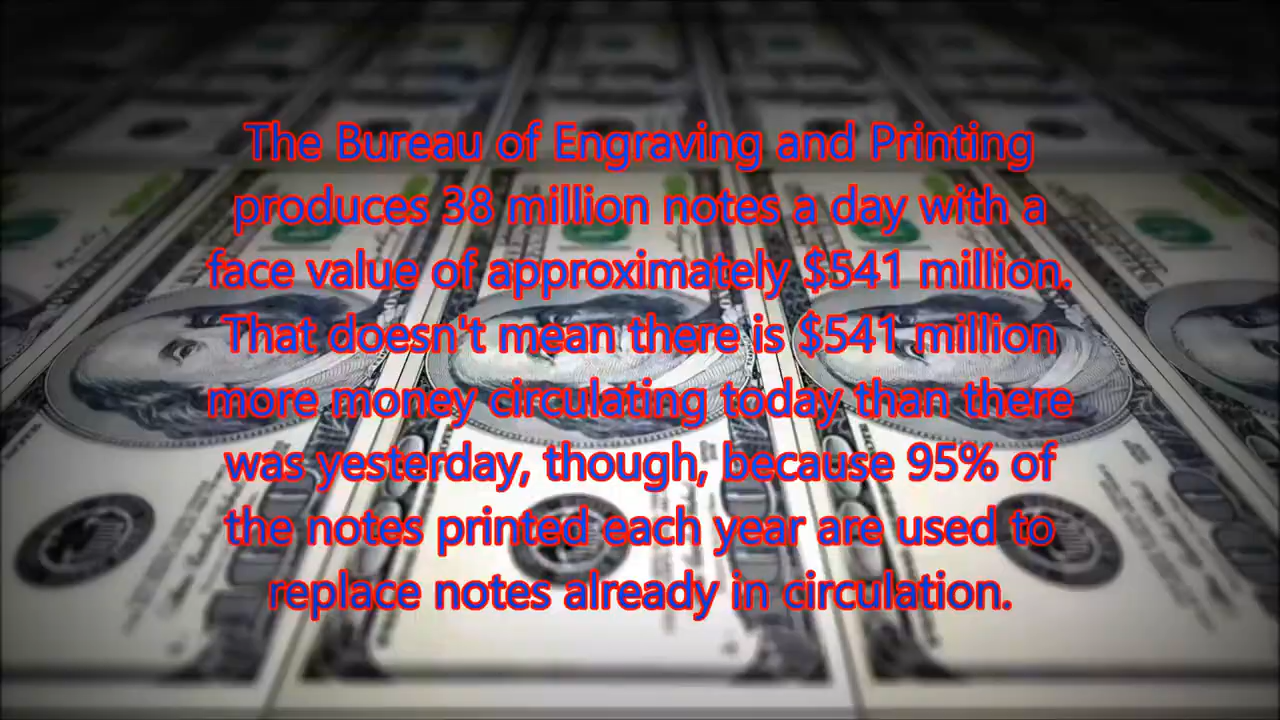 The Bureau of Engraving and Printing
produces 38 million notes a day with a
face value of approximately $541 million.
That doesn't mean there is $541 million
more money circulating today than there
was yesterday, though, because 95% of
the notes printed each year are used to
replace notes already in circulation.